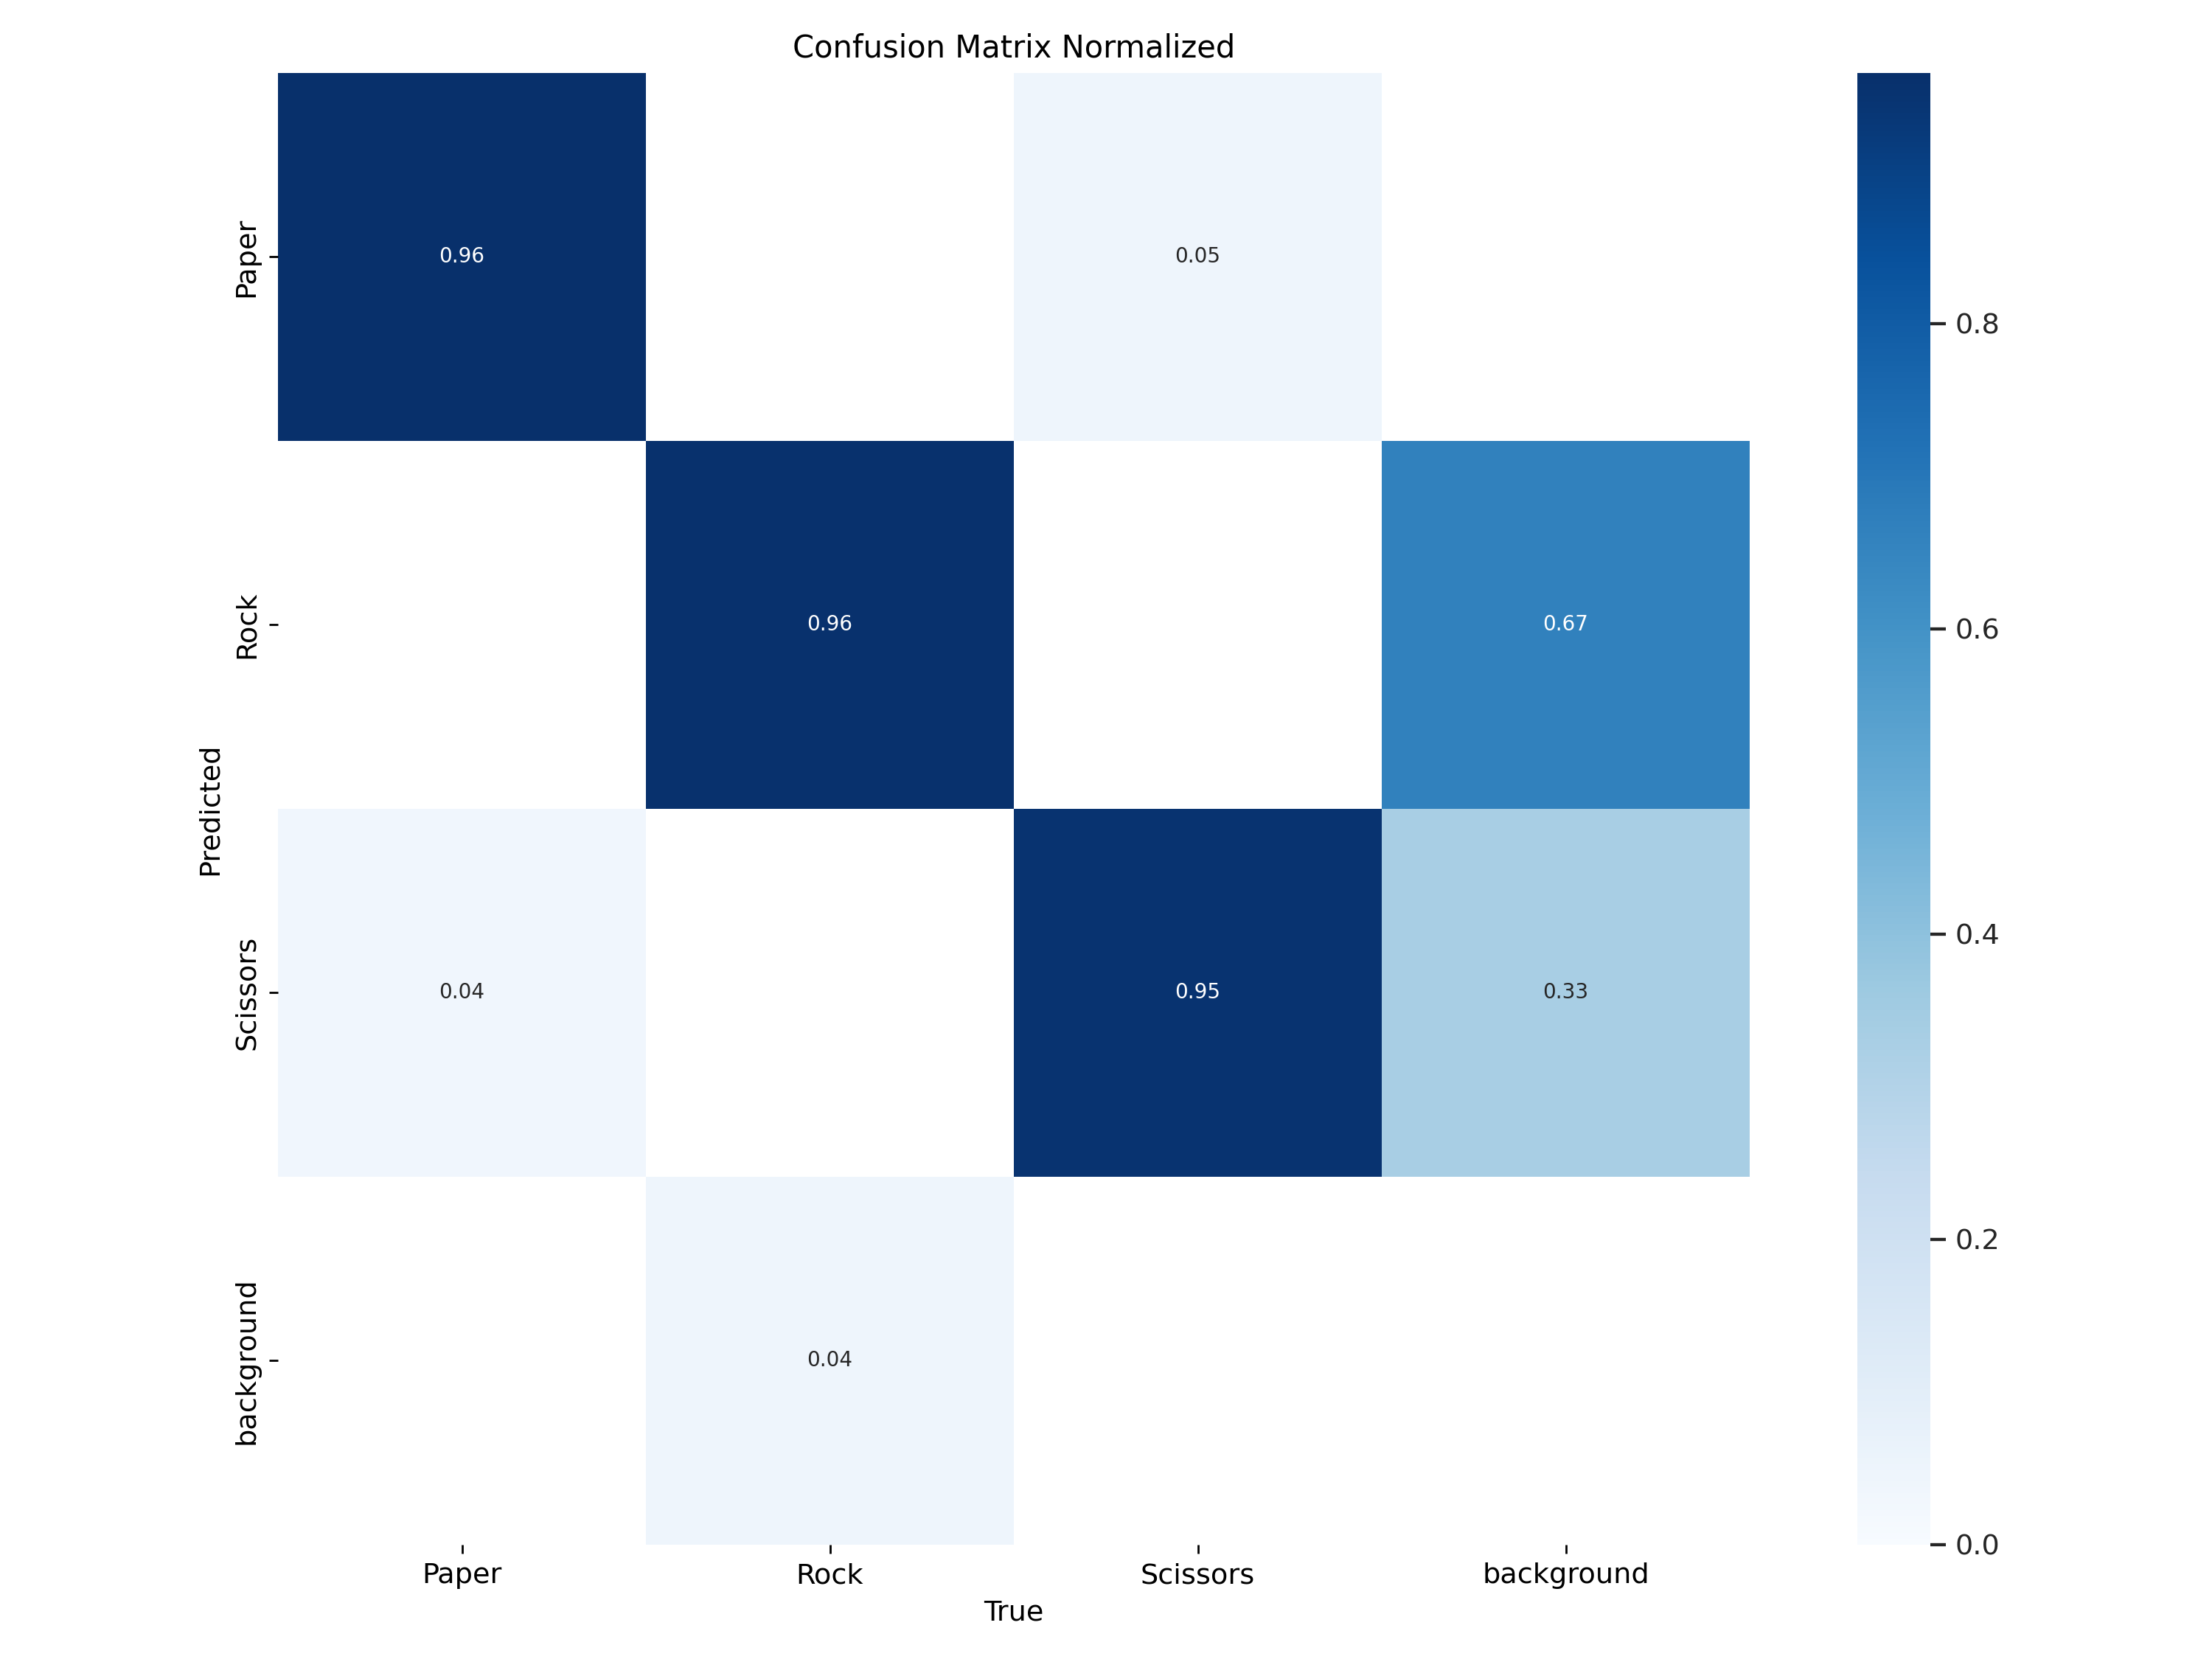 Confusion Matrix Normalized
Paper
0.96
0.05
0.8
Rock
0.96
0.67
0.6
Predicted
Scissors
0.04
0.95
0.33
0.4
background
0.04
0.2
0.0
Paper
Rock
Scissors
background
True